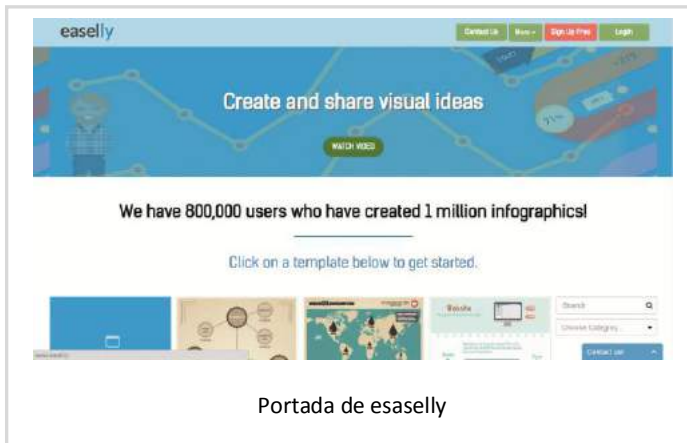 easelly
Contact Us
More
Sign Up Free
Login
Create and share visual ideas
WATCH VIDEO
We have 800,000 users who have created 1 million infographics!
Click on a template below to get started.
Website
Search
Choose Category
Contact us!
Portada de esaselly